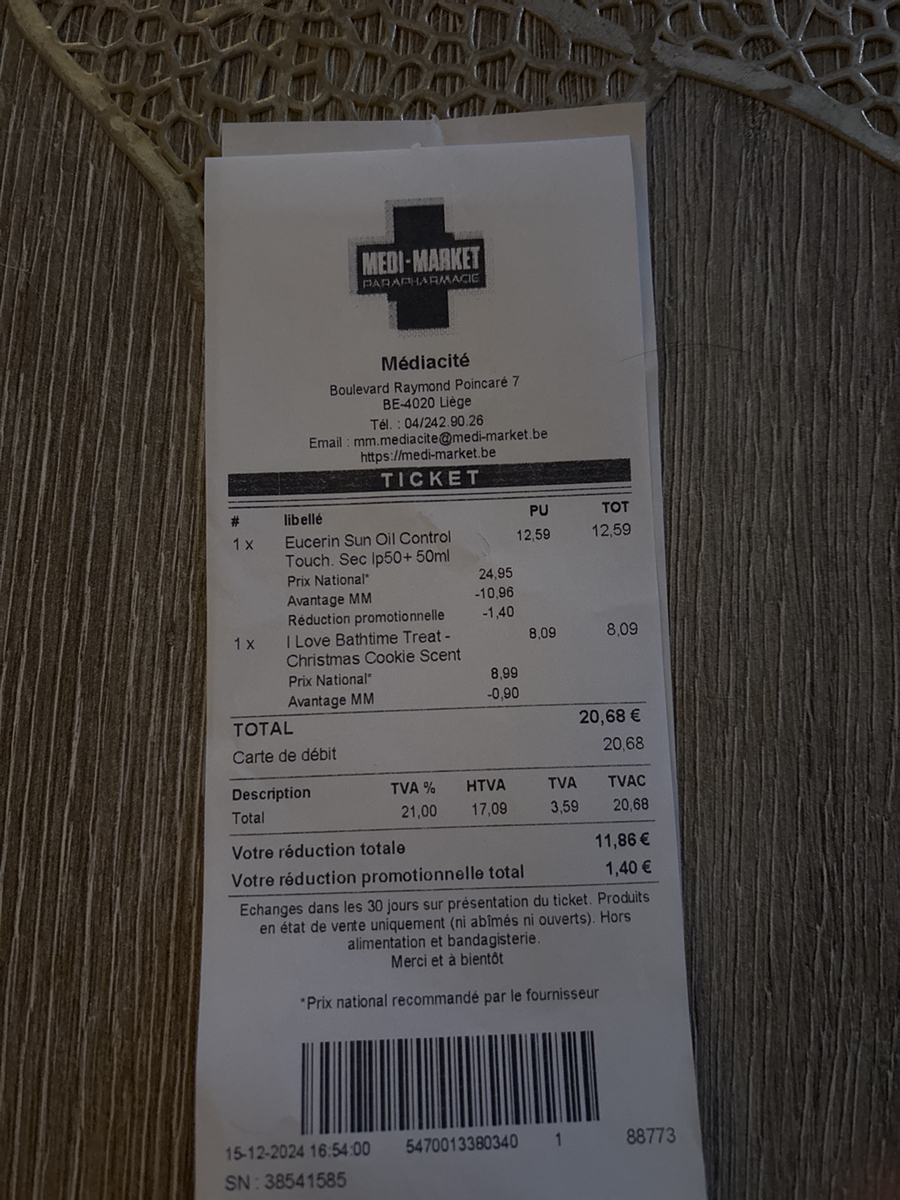 MEDI-MARKET
PARAPHARMACIE
Médiacité
Boulevard Raymond Poincaré 7
BE-4020 Liège
Tél. : 04/242.90.26
Email : mm.mediacite@medi-market.be
https://medi-market.be
TICKET
# libellé PU TOT
1 x Eucerin Sun Oil Control 12,59 12,59
Touch. Sec Ip50+ 50ml
Prix National* 24,95
Avantage MM -10,96
Réduction promotionnelle -1,40
1 x I Love Bathtime Treat - 8,09 8,09
Christmas Cookie Scent
Prix National* 8,99
Avantage MM -0,90
TOTAL 20,68 €
Carte de débit 20,68
Description TVA % HTVA TVA TVAC
Total 21,00 17,09 3,59 20,68
Votre réduction totale 11,86 €
Votre réduction promotionnelle total 1,40 €
Echanges dans les 30 jours sur présentation du ticket. Produits
en état de vente uniquement (ni abîmés ni ouverts). Hors
alimentation et bandagisterie.
Merci et à bientôt
*Prix national recommandé par le fournisseur
15-12-2024 16:54:00 5470013380340 1 88773
SN : 38541585